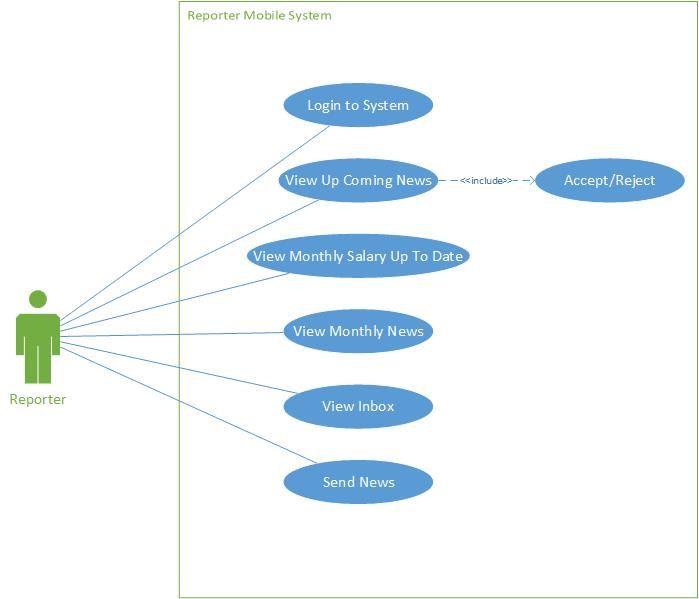 Reporter Mobile System
Login to System
View Up Coming News
<<include>>
Accept/Reject
View Monthly Salary Up To Date
View Monthly News
Reporter
View Inbox
Send News